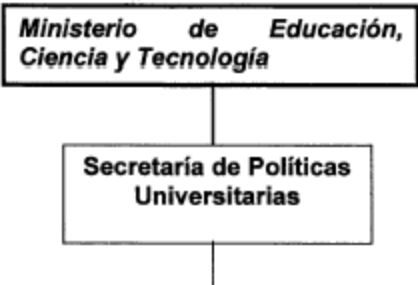 Ministerio de Educación,
Ciencia y Tecnología
Secretaría de Políticas
Universitarias